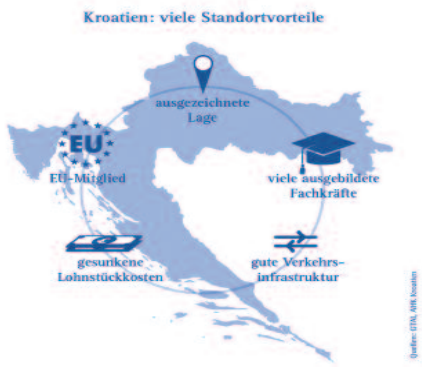 Kroatien: viele Standortvorteile
ausgezeichnete
Lage
EU
EU-Mitglied
viele ausgebildete
Fachkräfte
gesunkene
Lohnstückkosten
gute Verkehrs-
infrastruktur
Quellen: GTAI, AHK Kroatien